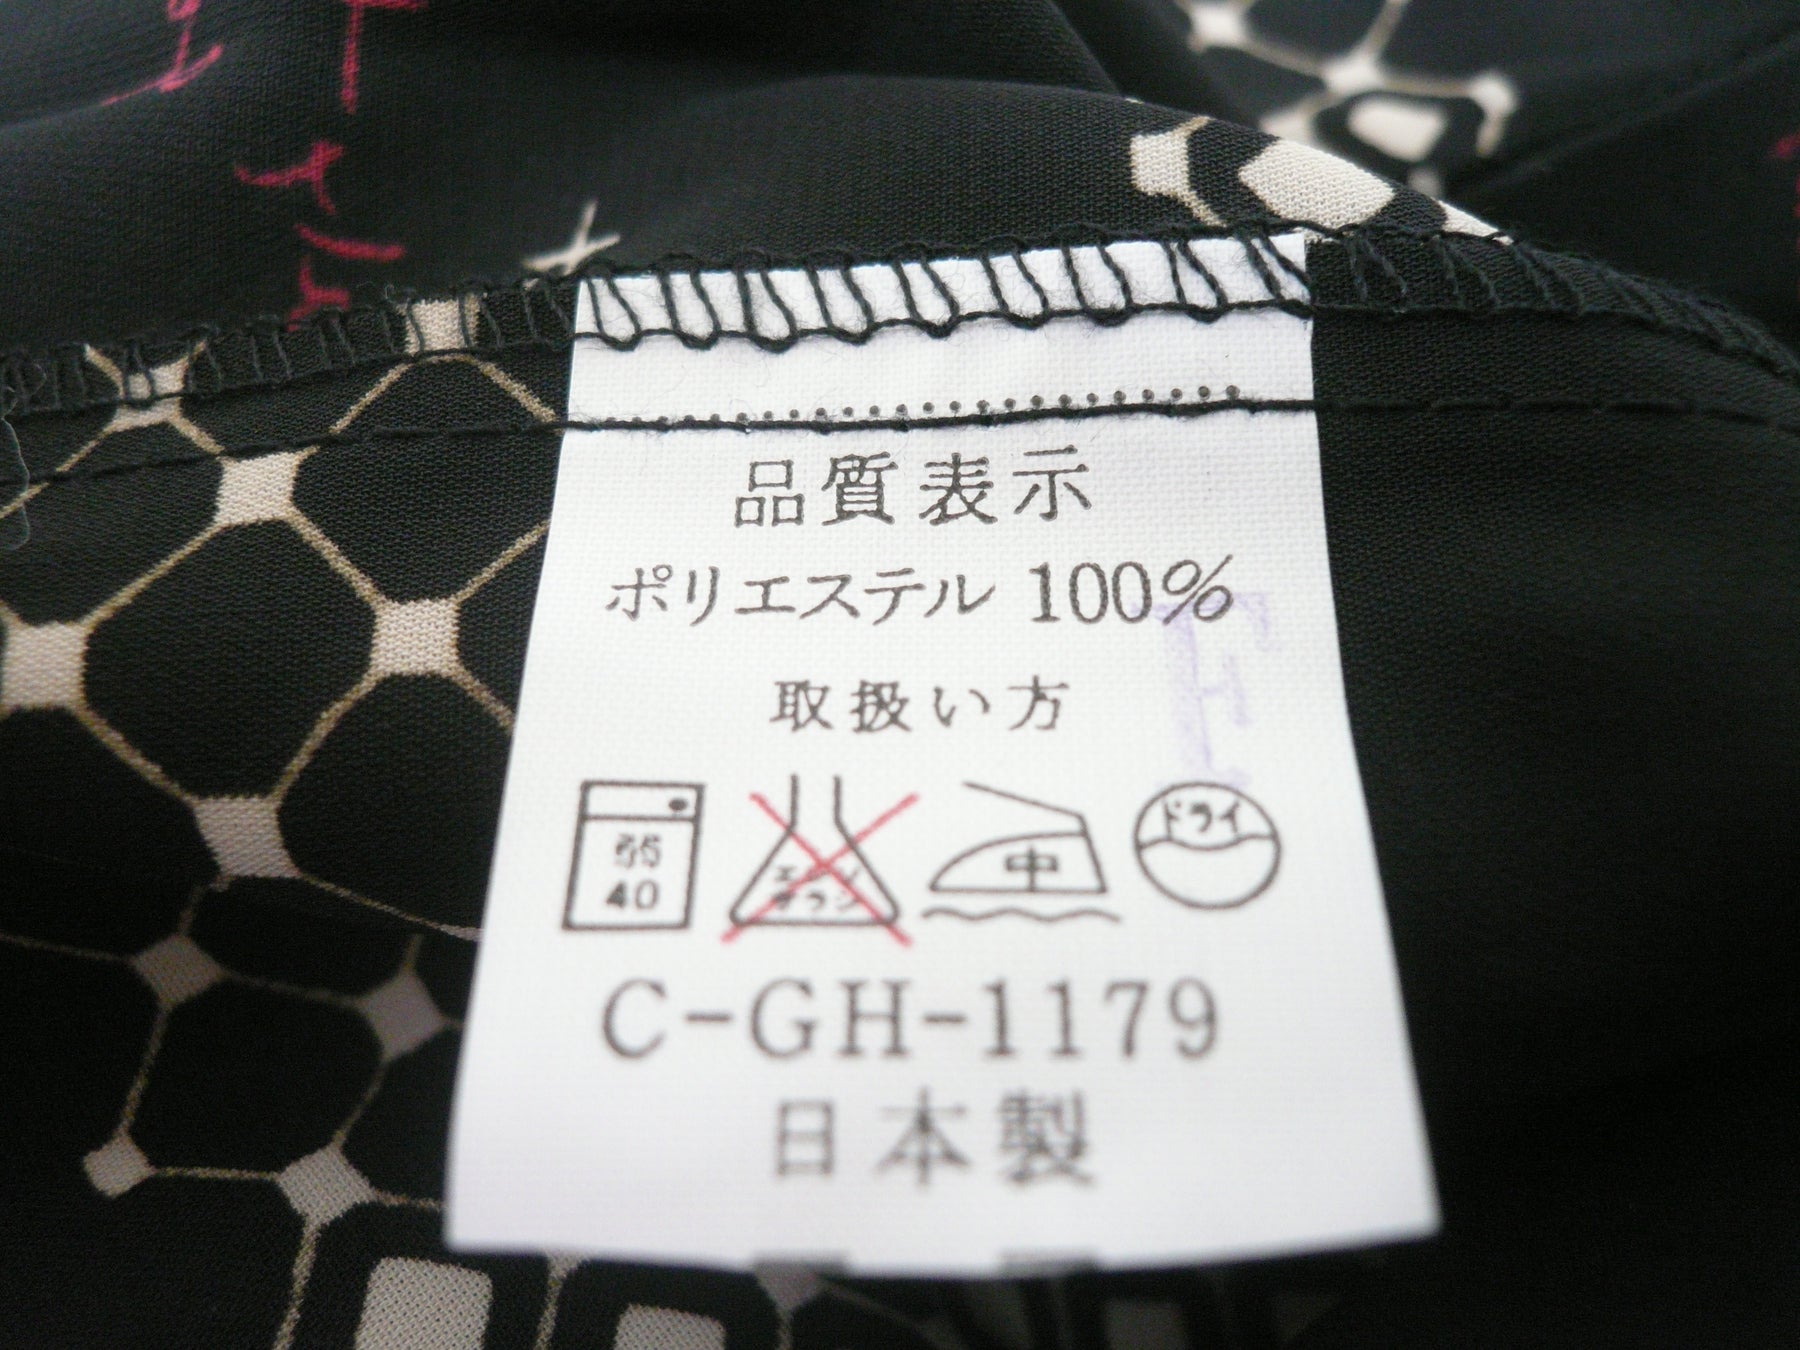 品質表示
ポリエステル 100%
取扱い方
弱 40 エンソ サラシ 中 ドライ
C-GH-1179
日本製